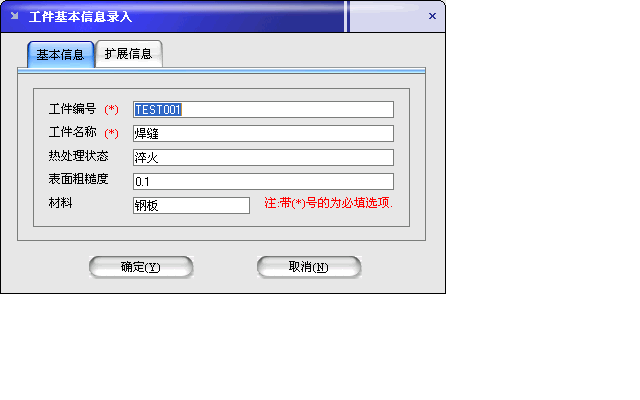 工件基本信息录入
基本信息 扩展信息
工件编号 (*) TEST001
工件名称 (*) 焊缝
热处理状态 淬火
表面粗糙度 0.1
材料 钢板 注:带(*)号的为必填选项.
确定(Y) 取消(N)